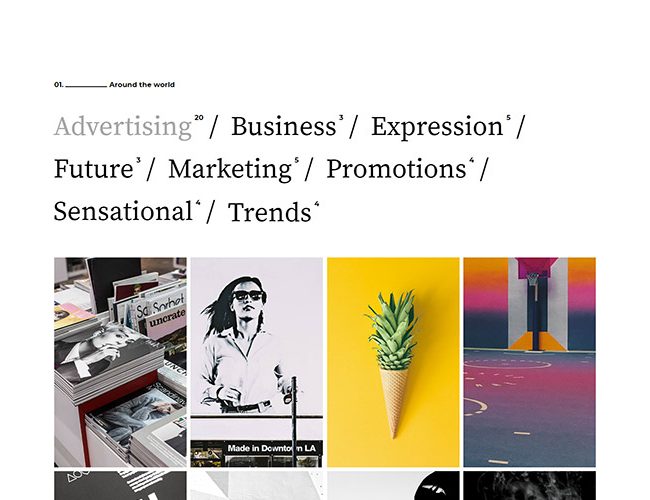 01. Around the world
Advertising 20 / Business 3 / Expression 5 /
Future 3 / Marketing 5 / Promotions 4 /
Sensational 4 / Trends 4
Sorbet
uncrate
Made in Downtown LA